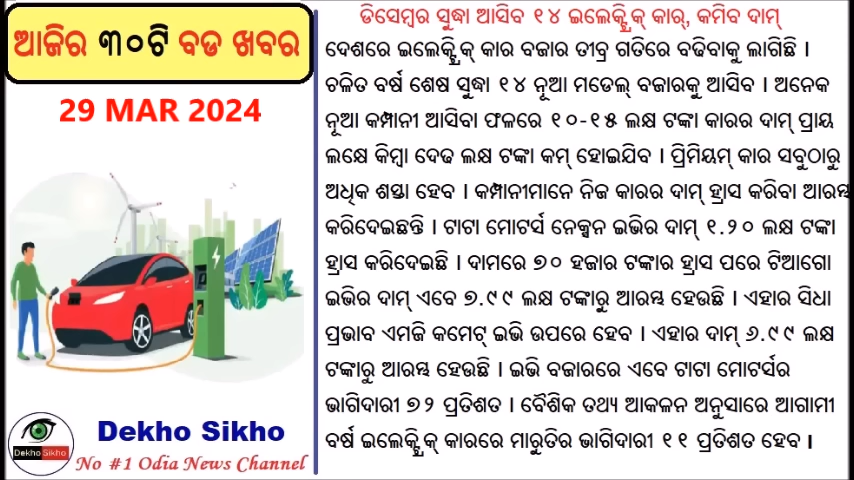 ଆଜିର ୩୦ଟି ବଡ ଖବର
29 MAR 2024
ଡିସେମ୍ବର ସୁଦ୍ଧା ଆସିବ ୧୪ ଇଲେକ୍ଟ୍ରିକ୍ କାର୍, କମିବ ଦାମ୍
ଦେଶରେ ଇଲେକ୍ଟ୍ରିକ୍ କାର ବଜାର ତୀବ୍ର ଗତିରେ ବଢିବାକୁ ଲାଗିଛି ।
ଚଳିତ ବର୍ଷ ଶେଷ ସୁଦ୍ଧା ୧୪ ନୂଆ ମଡେଲ୍ ବଜାରକୁ ଆସିବ । ଅନେକ
ନୂଆ କମ୍ପାନୀ ଆସିବା ଫଳରେ ୧୦-୧୫ ଲକ୍ଷ ଟଙ୍କା କାରର ଦାମ୍ ପ୍ରାୟ
ଲକ୍ଷେ କିମ୍ବା ଦେଢ ଲକ୍ଷ ଟଙ୍କା କମ୍ ହୋଇଯିବ । ପ୍ରିମିୟମ୍ କାର ସବୁଠାରୁ
ଅଧିକ ଶସ୍ତା ହେବ । କମ୍ପାନୀମାନେ ନିଜ କାରର ଦାମ୍ ହ୍ରାସ କରିବା ଆରମ୍ଭ
କରିଦେଇଛନ୍ତି । ଟାଟା ମୋଟର୍ସ ନେକ୍ସନ ଇଭିର ଦାମ୍ ୧.୨୦ ଲକ୍ଷ ଟଙ୍କା
ହ୍ରାସ କରିଦେଇଛି । ଦାମରେ ୭୦ ହଜାର ଟଙ୍କାର ହ୍ରାସ ପରେ ଟିଆଗୋ
ଇଭିର ଦାମ୍ ଏବେ ୭.୯୯ ଲକ୍ଷ ଟଙ୍କାରୁ ଆରମ୍ଭ ହେଉଛି । ଏହାର ସିଧା
ପ୍ରଭାବ ଏମଜି କମେଟ୍ ଇଭି ଉପରେ ହେବ । ଏହାର ଦାମ୍ ୬.୯୯ ଲକ୍ଷ
ଟଙ୍କାରୁ ଆରମ୍ଭ ହେଉଛି । ଇଭି ବଜାରରେ ଏବେ ଟାଟା ମୋଟର୍ସର
ଭାଗିଦାରୀ ୭୨ ପ୍ରତିଶତ । ବୈଶିକ ତଥ୍ୟ ଆକଳନ ଅନୁସାରେ ଆଗାମୀ
ବର୍ଷ ଇଲେକ୍ଟ୍ରିକ୍ କାରରେ ମାରୁତିର ଭାଗିଦାରୀ ୧୧ ପ୍ରତିଶତ ହେବ ।
Dekho Sikho
Dekho Sikho
No #1 Odia News Channel